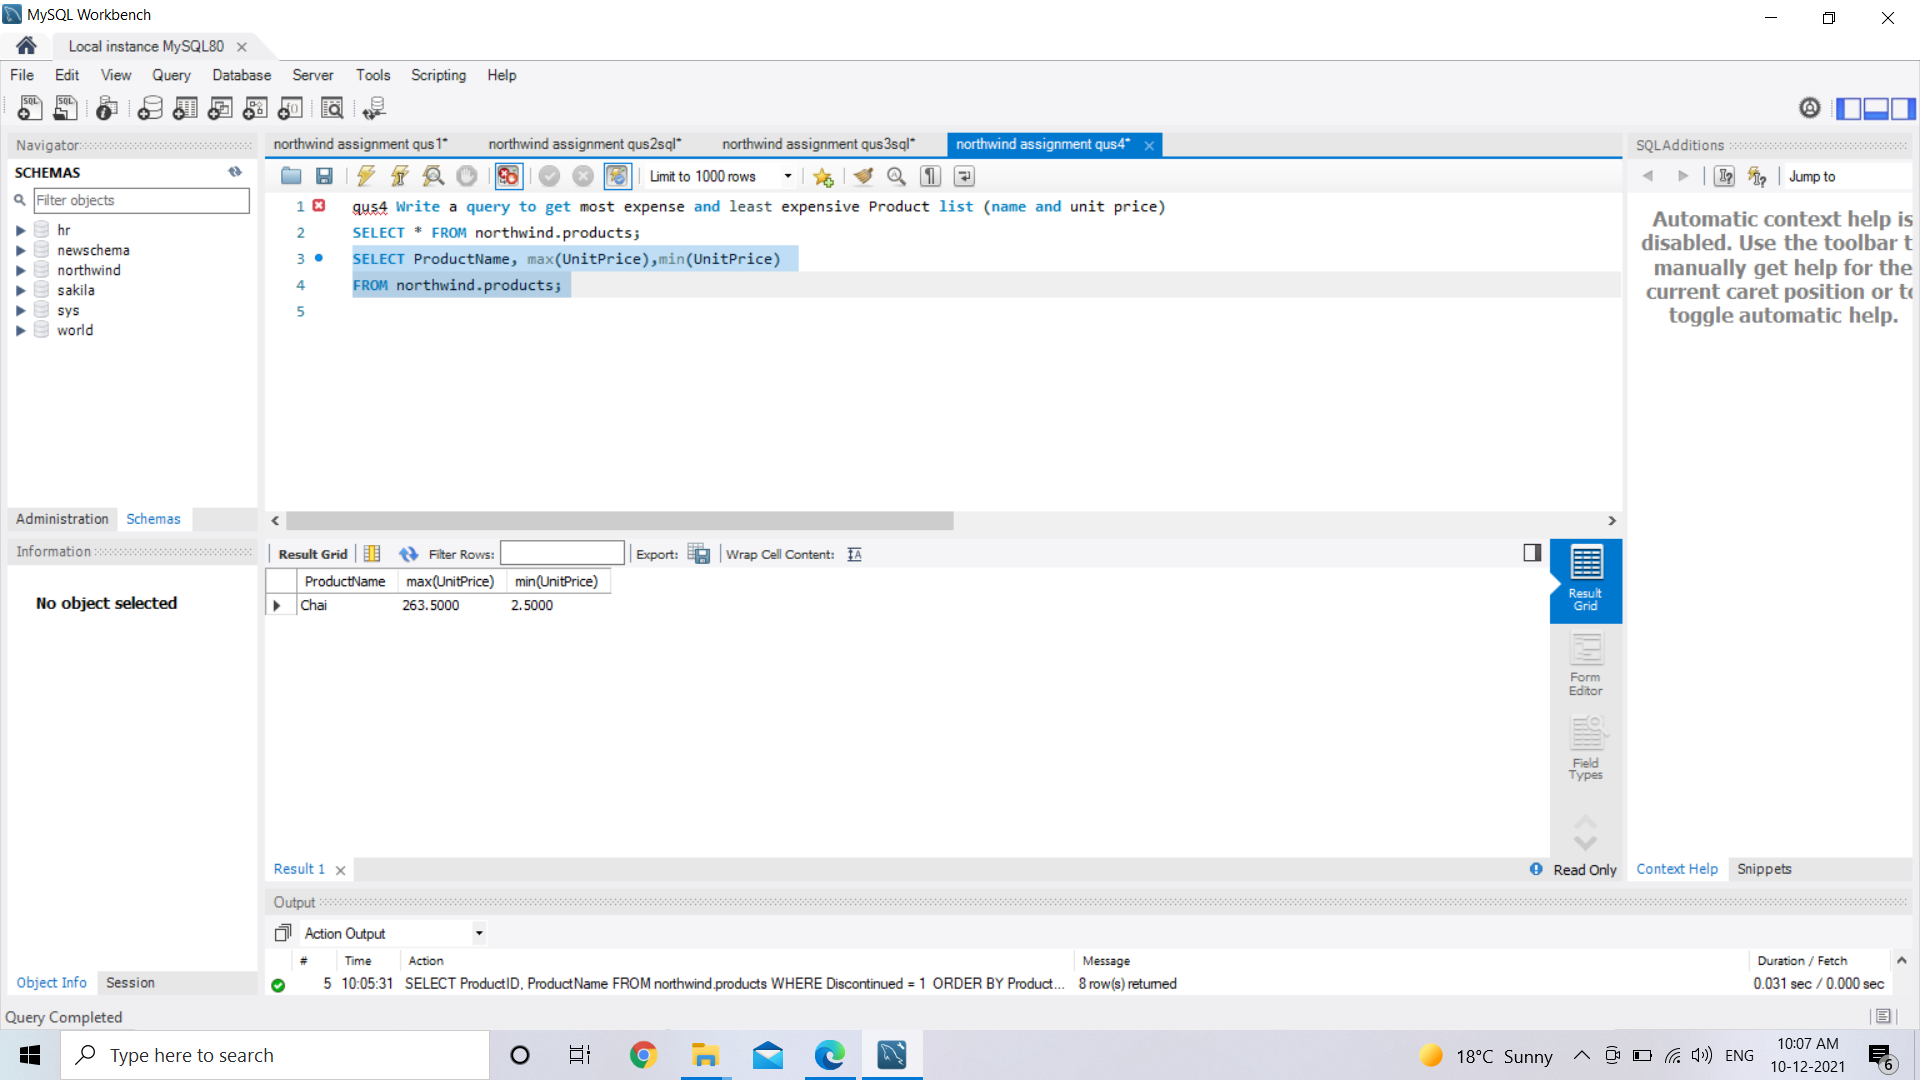 MySQL Workbench
Local instance MySQL80
File Edit View Query Database Server Tools Scripting Help
Navigator
SCHEMAS
Filter objects
hr
newschema
northwind
sakila
sys
world
Administration Schemas
Information
No object selected
Object Info Session
northwind assignment qus1* northwind assignment qus2sql* northwind assignment qus3sql* northwind assignment qus4*
Limit to 1000 rows
1 qus4 Write a query to get most expense and least expensive Product list (name and unit price)
2 SELECT * FROM northwind.products;
3 SELECT ProductName, max(UnitPrice),min(UnitPrice)
4 FROM northwind.products;
5
Result Grid Filter Rows: Export: Wrap Cell Content:
ProductName max(UnitPrice) min(UnitPrice)
Chai 263.5000 2.5000
Result Grid
Form Editor
Field Types
Result 1
Read Only
SQLAdditions
Jump to
Automatic context help is
disabled. Use the toolbar t
manually get help for the
current caret position or to
toggle automatic help.
Context Help Snippets
Output
Action Output
# Time Action Message Duration / Fetch
5 10:05:31 SELECT ProductID, ProductName FROM northwind.products WHERE Discontinued = 1 ORDER BY Product... 8 row(s) returned 0.031 sec / 0.000 sec
Query Completed
Type here to search
18°C Sunny
ENG
10:07 AM
10-12-2021
6